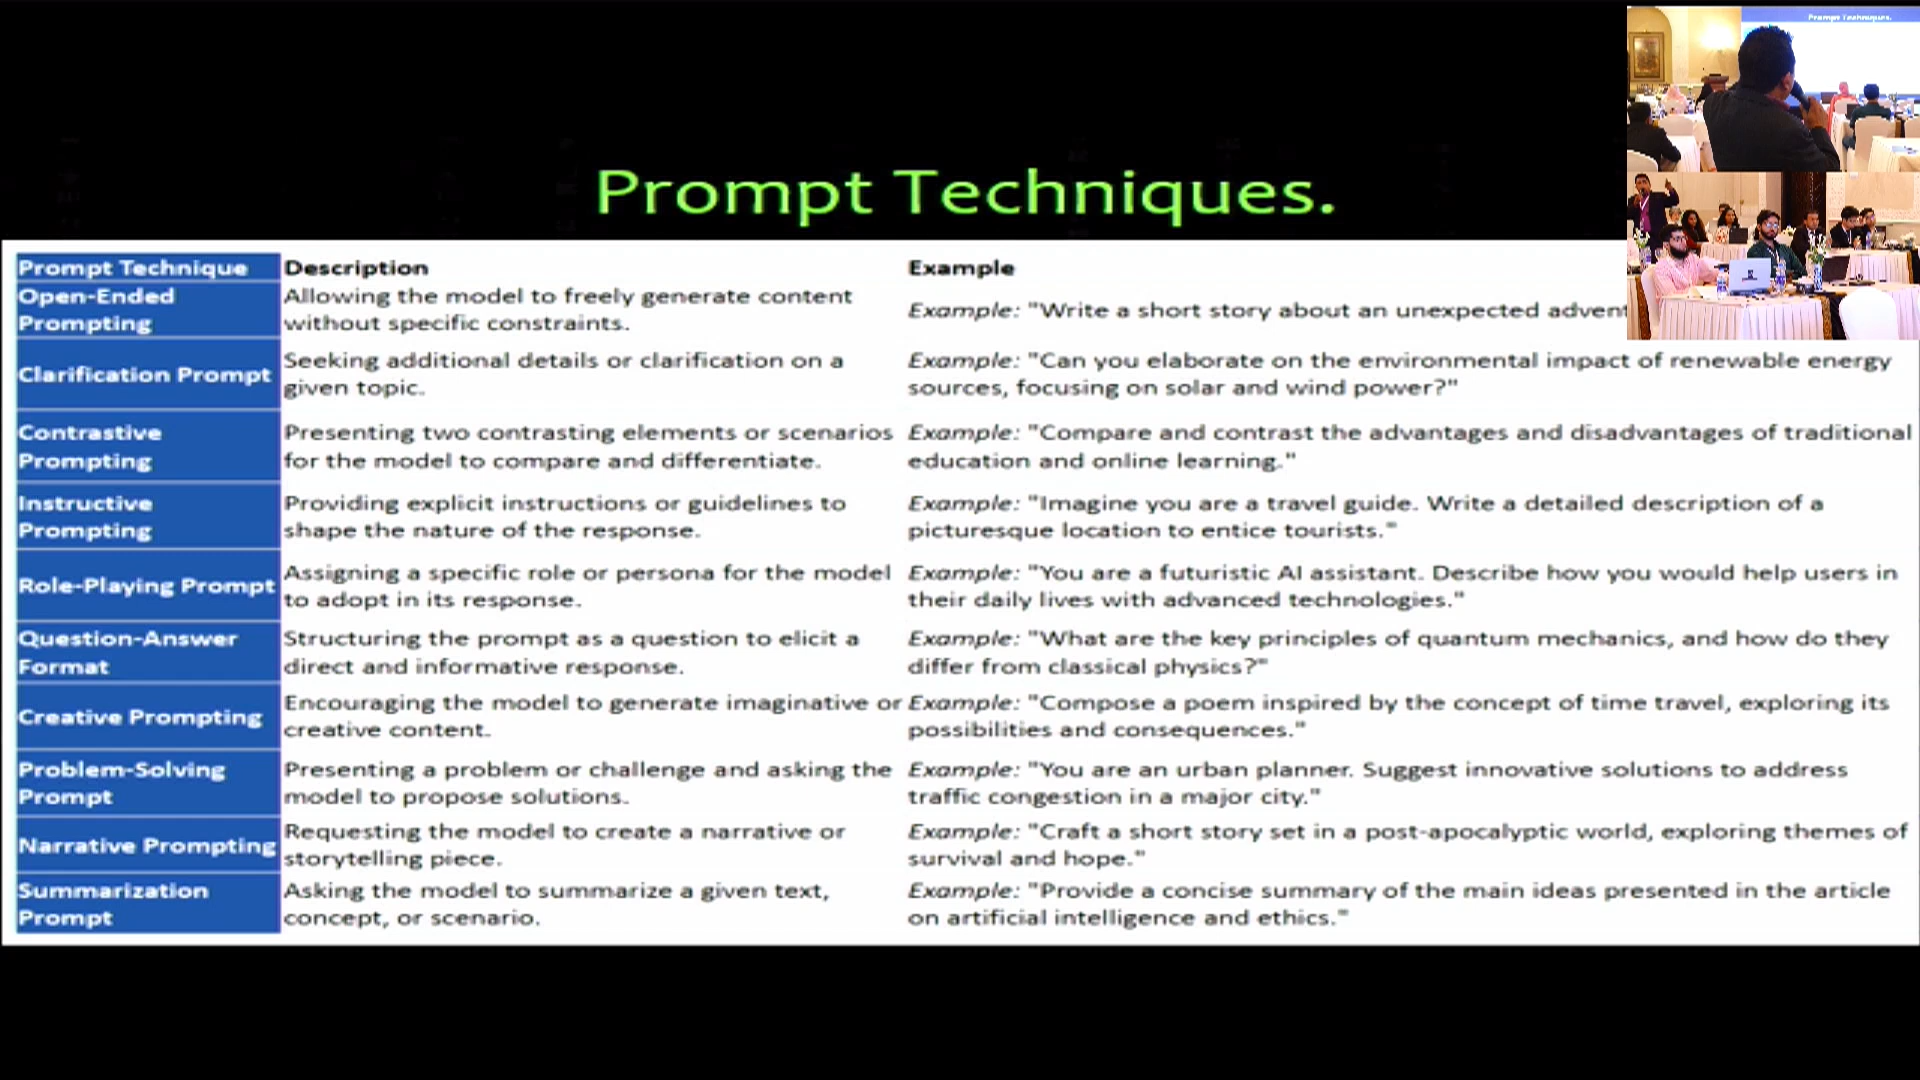 Prompt Techniques.
Prompt Techniques.
Prompt Technique
Description
Example
Open-Ended
Prompting
Allowing the model to freely generate content
without specific constraints.
Example: "Write a short story about an unexpected
Clarification Prompt
Seeking additional details or clarification on a
given topic.
Example: "Can you elaborate on the environmental impact of renewable energy
sources, focusing on solar and wind power?"
Contrastive
Prompting
Presenting two contrasting elements or scenarios
for the model to compare and differentiate.
Example: "Compare and contrast the advantages and disadvantages of traditional
education and online learning."
Instructive
Prompting
Providing explicit instructions or guidelines to
shape the nature of the response.
Example: "Imagine you are a travel guide. Write a detailed description of a
picturesque location to entice tourists."
Role-Playing Prompt
Assigning a specific role or persona for the model
to adopt in its response.
Example: "You are a futuristic AI assistant. Describe how you would help users in
their daily lives with advanced technologies."
Question-Answer
Format
Structuring the prompt as a question to elicit a
direct and informative response.
Example: "What are the key principles of quantum mechanics, and how do they
differ from classical physics?"
Creative Prompting
Encouraging the model to generate imaginative or
creative content.
Example: "Compose a poem inspired by the concept of time travel, exploring its
possibilities and consequences."
Problem-Solving
Prompt
Presenting a problem or challenge and asking the
model to propose solutions.
Example: "You are an urban planner. Suggest innovative solutions to address
traffic congestion in a major city."
Narrative Prompting
Requesting the model to create a narrative or
storytelling piece.
Example: "Craft a short story set in a post-apocalyptic world, exploring themes of
survival and hope."
Summarization
Prompt
Asking the model to summarize a given text,
concept, or scenario.
Example: "Provide a concise summary of the main ideas presented in the article
on artificial intelligence and ethics."